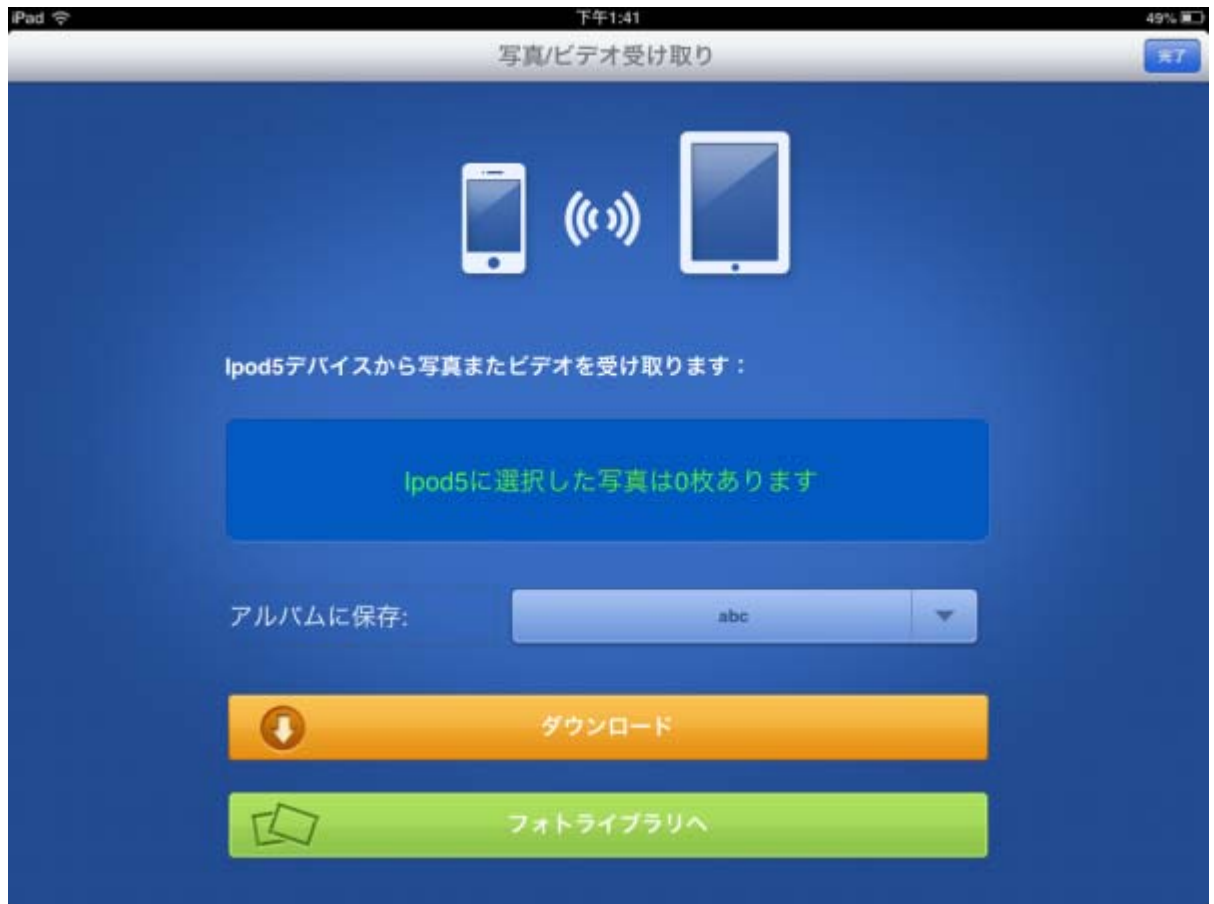 iPad 下午1:41 49%
写真/ビデオ受け取り 完了
Ipod5デバイスから写真またビデオを受け取ります：
Ipod5に選択した写真は0枚あります
アルバムに保存: abc
ダウンロード
フォトライブラリへ